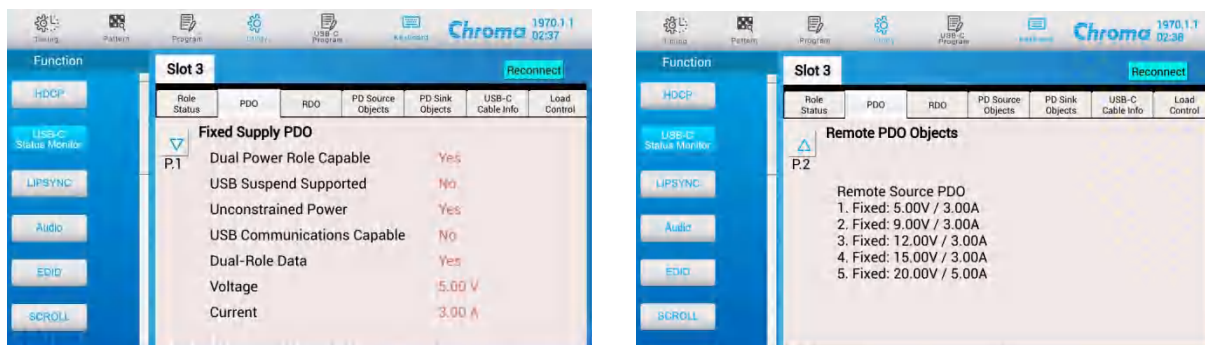 Timing Pattern Program Utility USB-C Program Keyboard Chroma 1970.1.1 02:37
Function
Slot 3 Reconnect
HDCP
USB-C Status Monitor
LIPSYNC
Audio
EDID
SCROLL
Role Status PDO RDO PD Source Objects PD Sink Objects USB-C Cable Info Load Control
P.1
Fixed Supply PDO
Dual Power Role Capable Yes
USB Suspend Supported No
Unconstrained Power Yes
USB Communications Capable No
Dual-Role Data Yes
Voltage 5.00 V
Current 3.00 A
Timing Pattern Program Utility USB-C Program Keyboard Chroma 1970.1.1 02:38
Function
Slot 3 Reconnect
HDCP
USB-C Status Monitor
LIPSYNC
Audio
EDID
SCROLL
Role Status PDO RDO PD Source Objects PD Sink Objects USB-C Cable Info Load Control
P.2
Remote PDO Objects
Remote Source PDO
1. Fixed: 5.00V / 3.00A
2. Fixed: 9.00V / 3.00A
3. Fixed: 12.00V / 3.00A
4. Fixed: 15.00V / 3.00A
5. Fixed: 20.00V / 5.00A